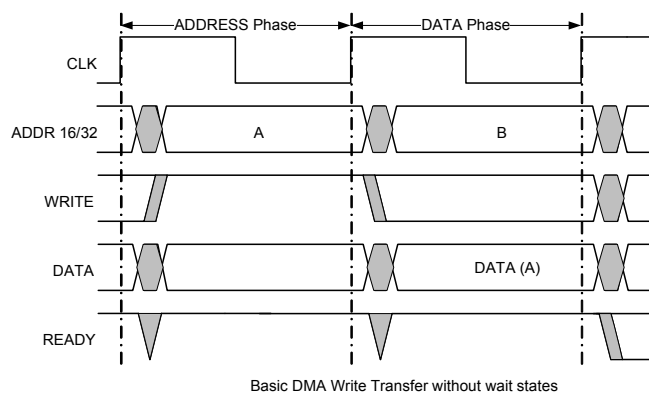 ADDRESS Phase DATA Phase
CLK
ADDR 16/32 A B
WRITE
DATA DATA (A)
READY
Basic DMA Write Transfer without wait states